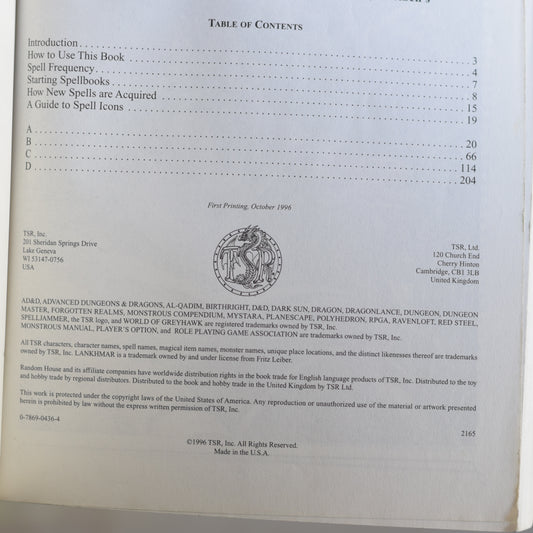 TABLE OF CONTENTS
Introduction . . . . . . . . . . . . . . . . . . . . . . . . . . . . . . . . 3
How to Use This Book . . . . . . . . . . . . . . . . . . . . . . . . . 4
Spell Frequency . . . . . . . . . . . . . . . . . . . . . . . . . . . . . 7
Starting Spellbooks . . . . . . . . . . . . . . . . . . . . . . . . . . 8
How New Spells are Acquired . . . . . . . . . . . . . . . . . . . 15
A Guide to Spell Icons . . . . . . . . . . . . . . . . . . . . . . . . 19
A . . . . . . . . . . . . . . . . . . . . . . . . . . . . . . . . . . . . . . 20
B . . . . . . . . . . . . . . . . . . . . . . . . . . . . . . . . . . . . . . 66
C . . . . . . . . . . . . . . . . . . . . . . . . . . . . . . . . . . . . . . 114
D . . . . . . . . . . . . . . . . . . . . . . . . . . . . . . . . . . . . . . 204
First Printing, October 1996
TSR, Inc.
201 Sheridan Springs Drive
Lake Geneva
WI 53147-0756
USA
TSR
TSR, Ltd.
120 Church End
Cherry Hinton
Cambridge, CB1 3LB
United Kingdom
AD&D, ADVANCED DUNGEONS & DRAGONS, AL-QADIM, BIRTHRIGHT, D&D, DARK SUN, DRAGON, DRAGONLANCE, DUNGEON, DUNGEON
MASTER, FORGOTTEN REALMS, MONSTROUS COMPENDIUM, MYSTARA, PLANESCAPE, POLYHEDRON, RPGA, RAVENLOFT, RED STEEL,
SPELLJAMMER, the TSR logo, and WORLD OF GREYHAWK are registered trademarks owned by TSR, Inc.
MONSTROUS MANUAL, PLAYER'S OPTION, and ROLE PLAYING GAME ASSOCIATION are trademarks owned by TSR, Inc.
All TSR characters, character names, spell names, magical item names, monster names, unique place locations, and the distinct likenesses thereof are trademarks
owned by TSR, Inc. LANKHMAR is a trademark owned by and under license from Fritz Leiber.
Random House and its affiliate companies have worldwide distribution rights in the book trade for English language products of TSR, Inc. Distributed to the toy
and hobby trade by regional distributors. Distributed to the book and hobby trade in the United Kingdom by TSR Ltd.
This work is protected under the copyright laws of the United States of America. Any reproduction or unauthorized use of the material or artwork presented
herein is prohibited by law without the express written permission of TSR, Inc.
0-7869-0436-4
2165
©1996 TSR, Inc. All Rights Reserved.
Made in the U.S.A.